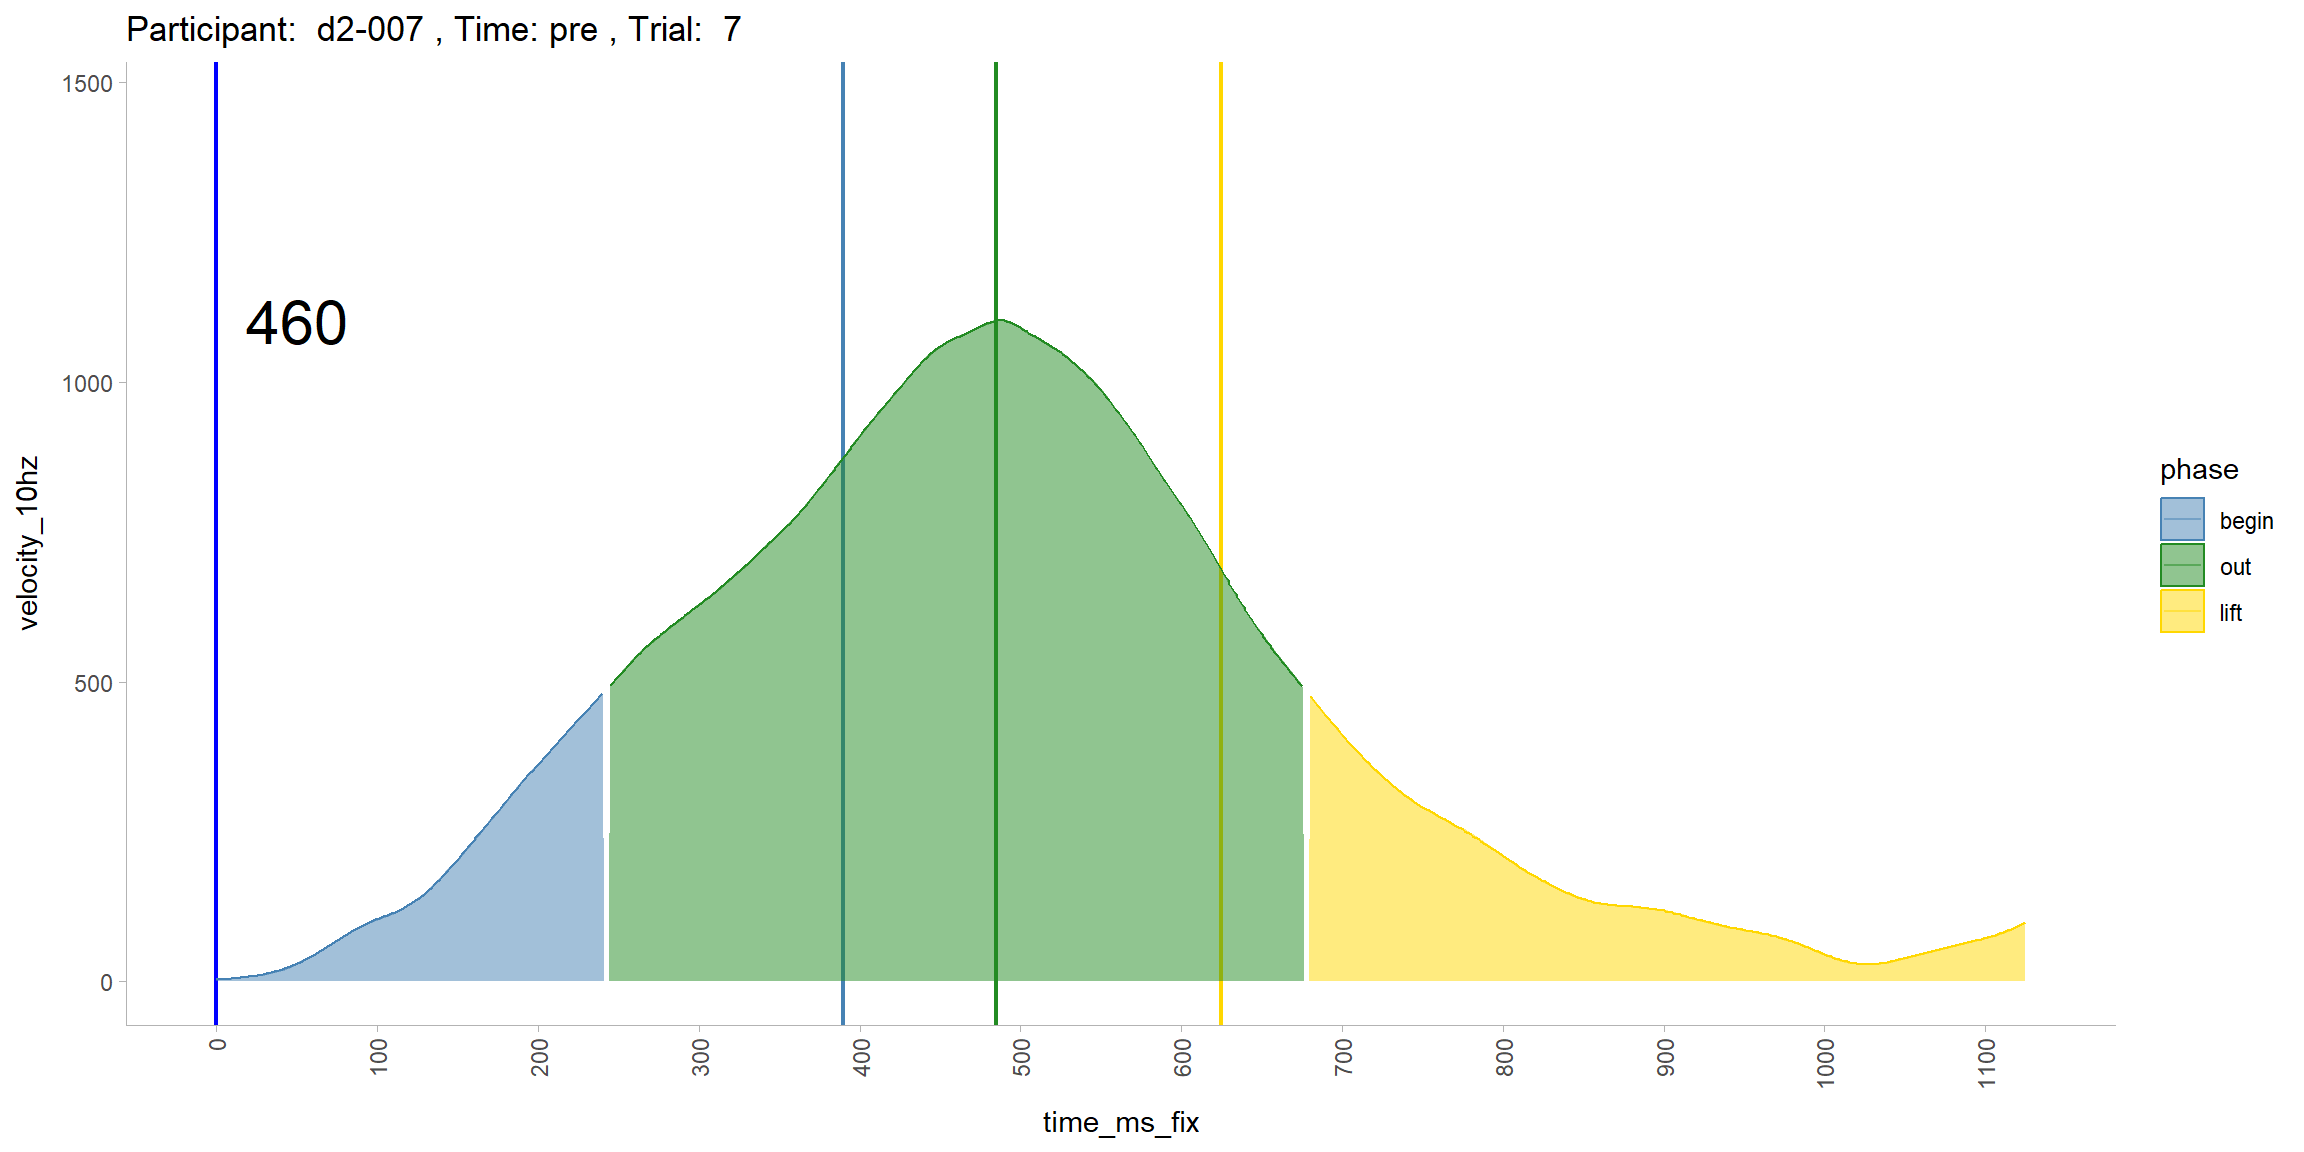 Participant:  d2-007 , Time: pre , Trial:  7
1500
460
1000
500
0
velocity_10hz
0 100 200 300 400 500 600 700 800 900 1000 1100
time_ms_fix
phase
begin
out
lift